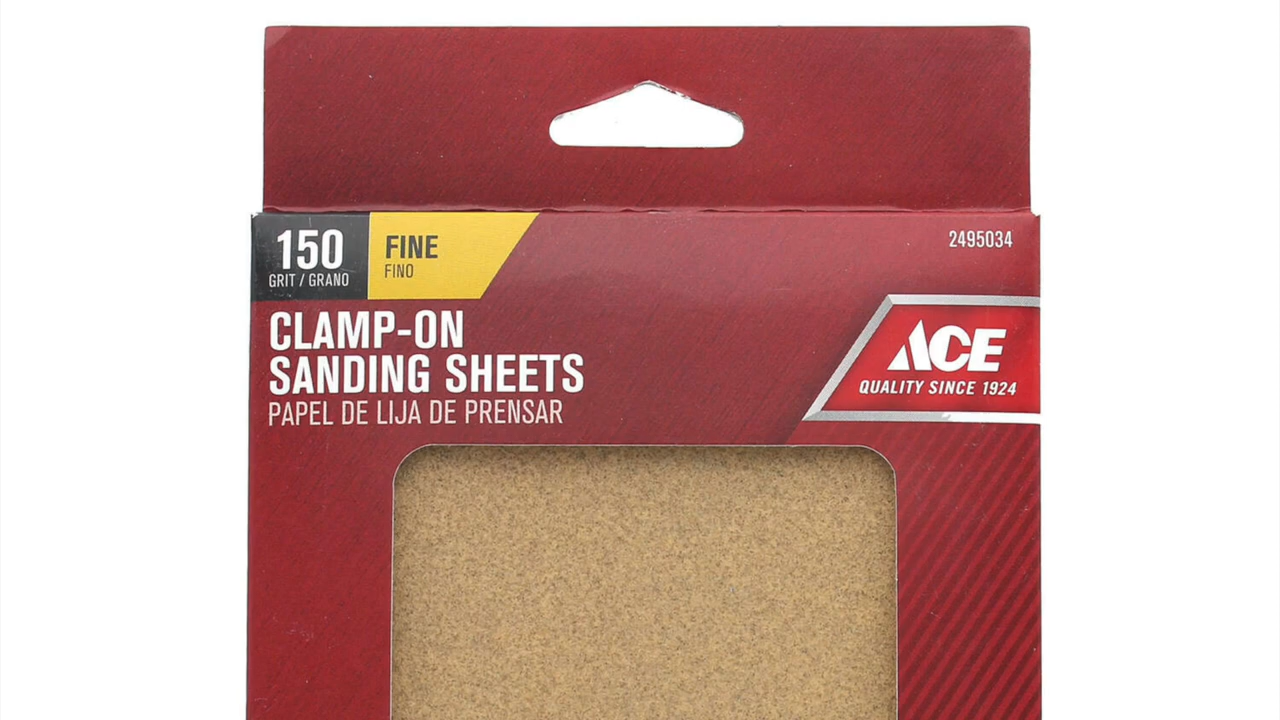 150
GRIT / GRANO
FINE
FINO
2495034
CLAMP-ON
SANDING SHEETS
PAPEL DE LIJA DE PRENSAR
ACE
QUALITY SINCE 1924